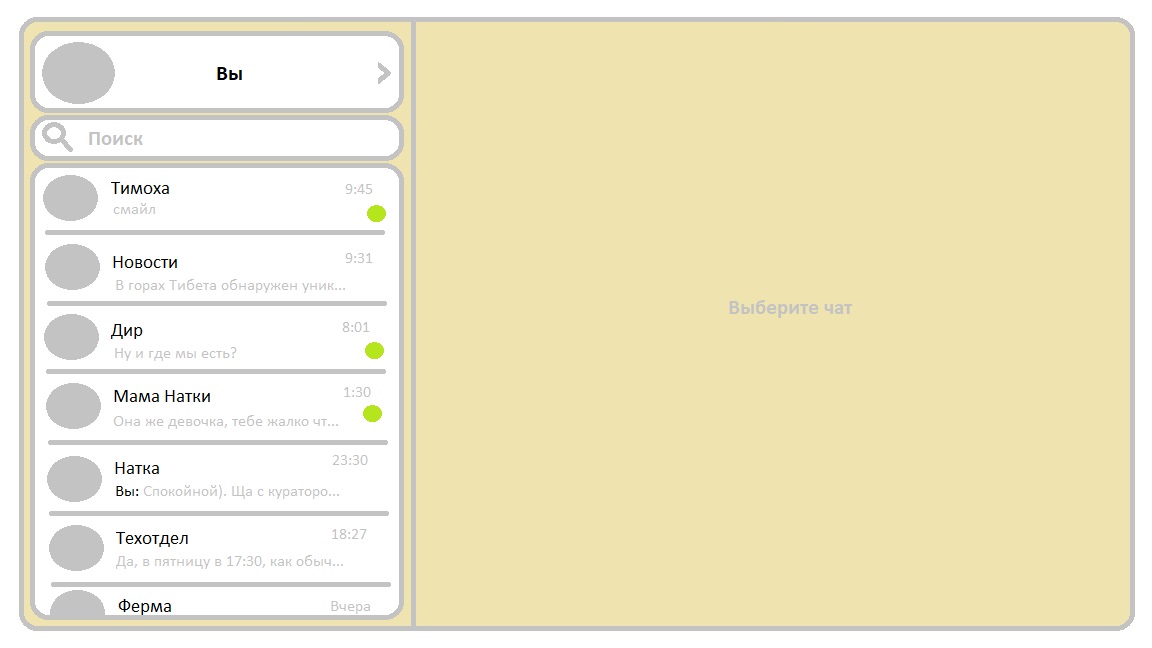 Вы
Поиск
Тимоха 9:45
смайл
Новости 9:31
В горах Тибета обнаружен уник...
Дир 8:01
Ну и где мы есть?
Мама Натки 1:30
Она же девочка, тебе жалко чт...
Натка 23:30
Вы: Спокойной). Ща с кураторо...
Техотдел 18:27
Да, в пятницу в 17:30, как обыч...
Ферма Вчера
Выберите чат